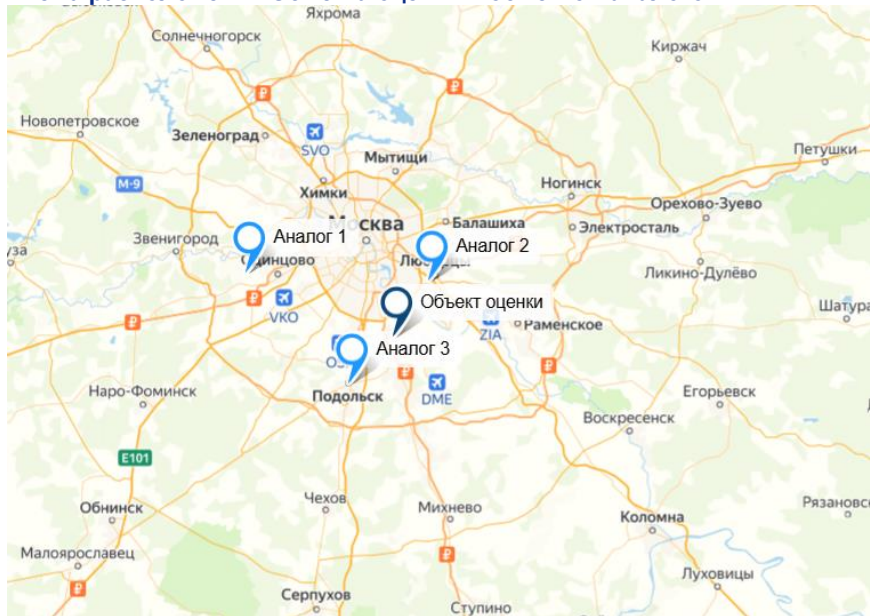 Яхрома
Солнечногорск
Киржач
Новопетровское
Зеленоград
SVO
Мытищи
Петушки
М-9
Химки
Ногинск
Орехово-Зуево
Москва
Балашиха
Звенигород
Аналог 1
Аналог 2
Электросталь
Одинцово
Ликино-Дулёво
VKO
Объект оценки
Шатура
ZIA
Раменское
Аналог 3
Наро-Фоминск
Подольск
DME
Егорьевск
Воскресенск
E101
Чехов
Михнево
Рязановс
Обнинск
Коломна
Малоярославец
Луховицы
Серпухов
Ступино